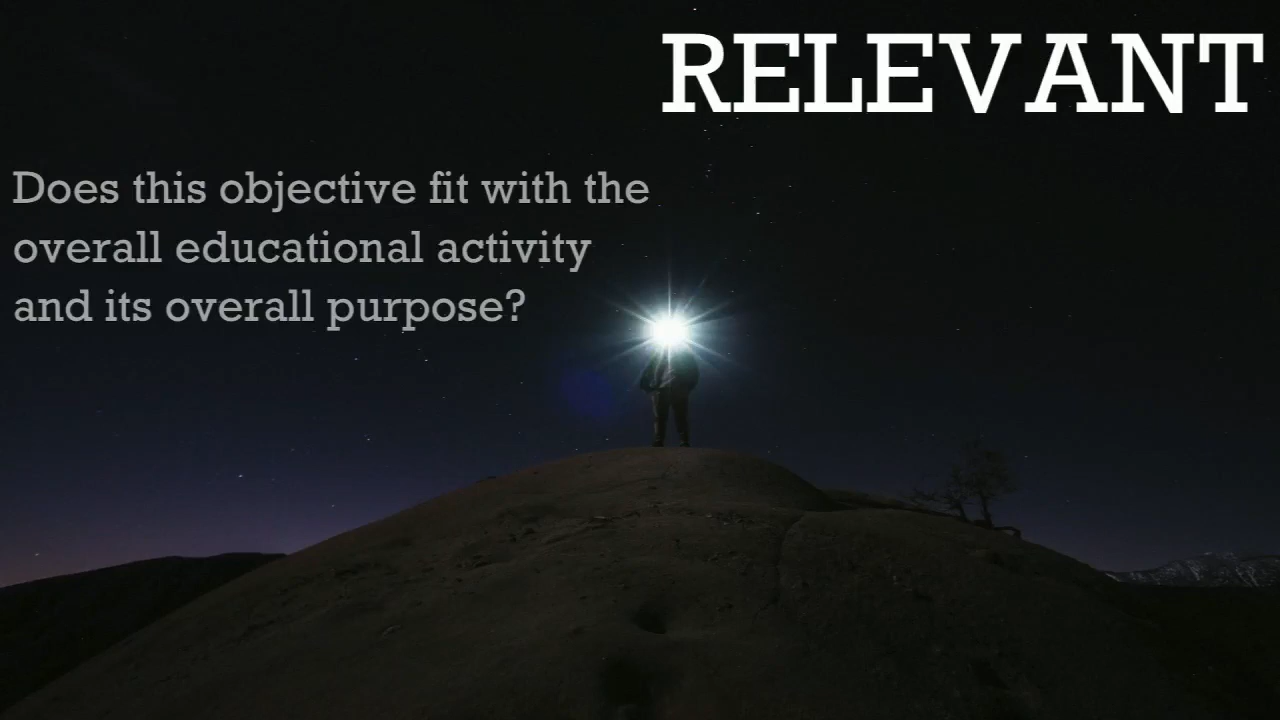 RELEVANT
Does this objective fit with the
overall educational activity
and its overall purpose?